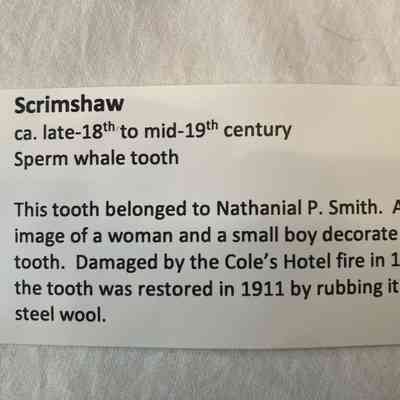 Scrimshaw
ca. late-18th to mid-19th century
Sperm whale tooth
This tooth belonged to Nathanial P. Smith. A
image of a woman and a small boy decorate
tooth. Damaged by the Cole's Hotel fire in 1
the tooth was restored in 1911 by rubbing it
steel wool.